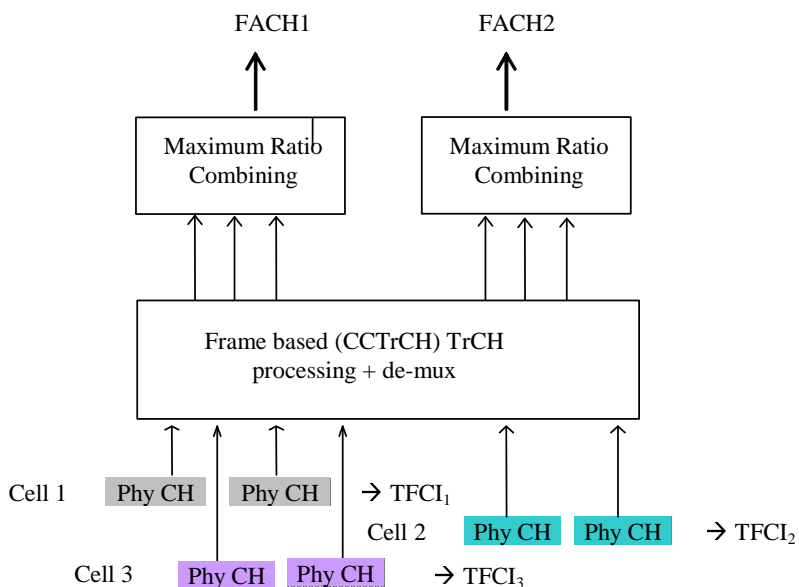 FACH1 FACH2
Maximum Ratio
Combining
Maximum Ratio
Combining
Frame based (CCTrCH) TrCH
processing + de-mux
Cell 1 Phy CH Phy CH → TFCI₁
Cell 2 Phy CH Phy CH → TFCI₂
Cell 3 Phy CH Phy CH → TFCI₃